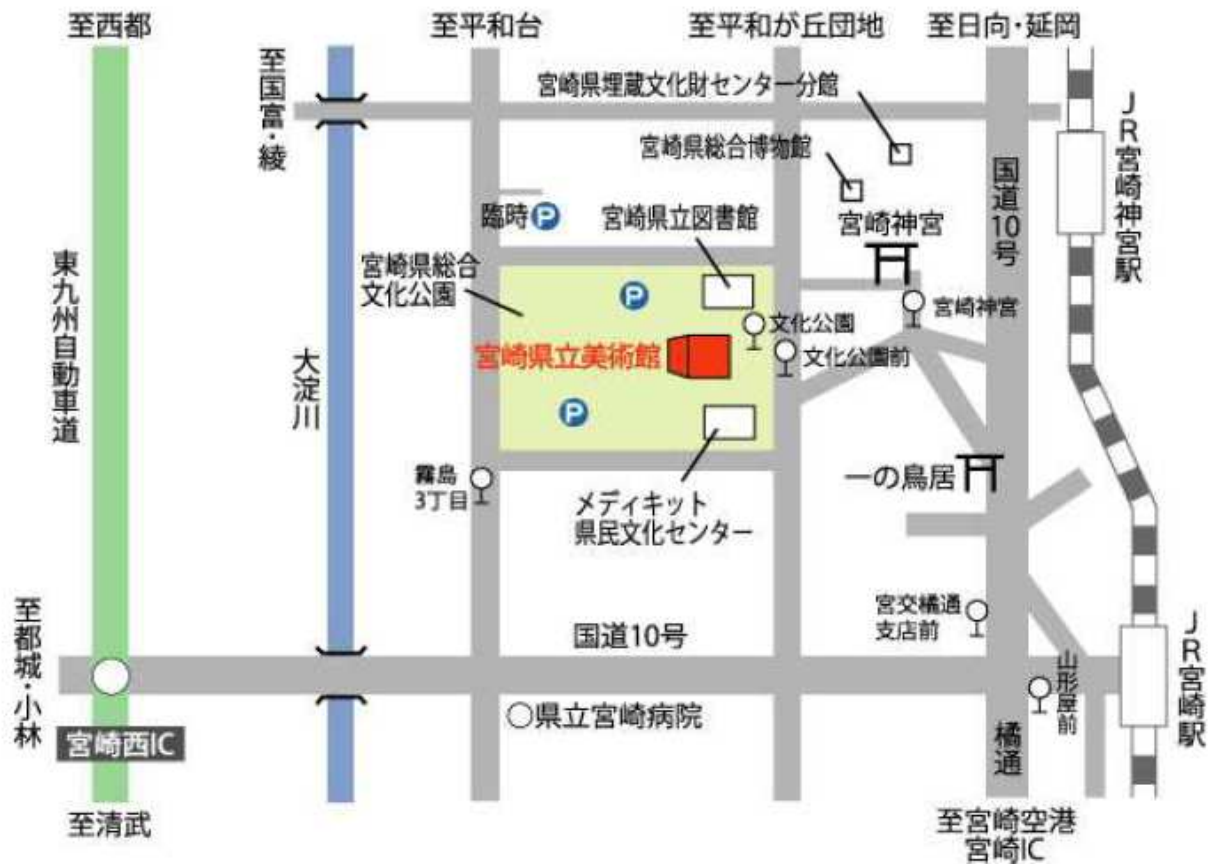 至西都
至平和台
至平和が丘団地
至日向・延岡
至国富・綾
宮崎県埋蔵文化財センター分館
宮崎県総合博物館
JR宮崎神宮駅
国道10号
臨時P
宮崎県立図書館
宮崎神宮
宮崎県総合
文化公園
P
宮崎神宮
文化公園
宮崎県立美術館
文化公園前
東九州自動車道
大淀川
P
霧島
3丁目
メディキット
県民文化センター
一の鳥居
宮交橘通
支店前
至都城・小林
国道10号
JR宮崎駅
山形屋前
県立宮崎病院
宮崎西IC
橘通
至清武
至宮崎空港
宮崎IC